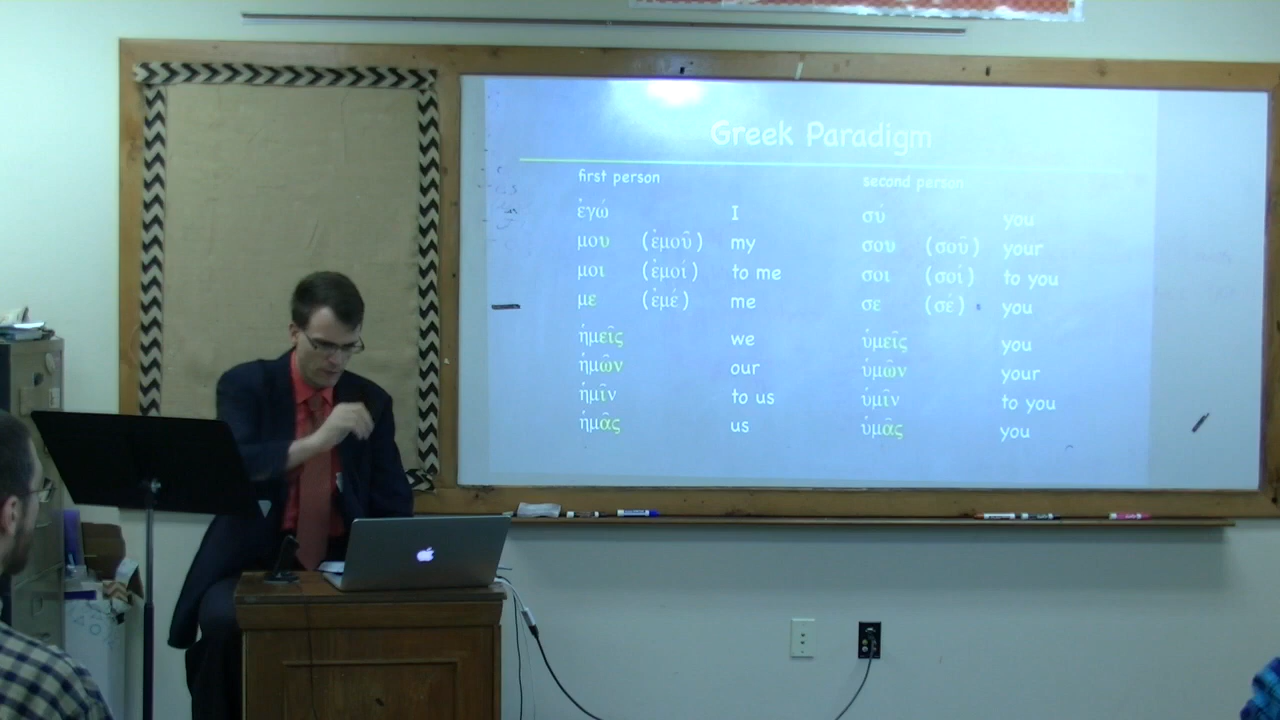 Greek Paradigm
first person second person
ἐγώ I σύ you
μου (ἐμοῦ) my σου (σοῦ) your
μοι (ἐμοί) to me σοι (σοί) to you
με (ἐμέ) me σε (σέ) you
ἡμεῖς we ὑμεῖς you
ἡμῶν our ὑμῶν your
ἡμῖν to us ὑμῖν to you
ἡμᾶς us ὑμᾶς you